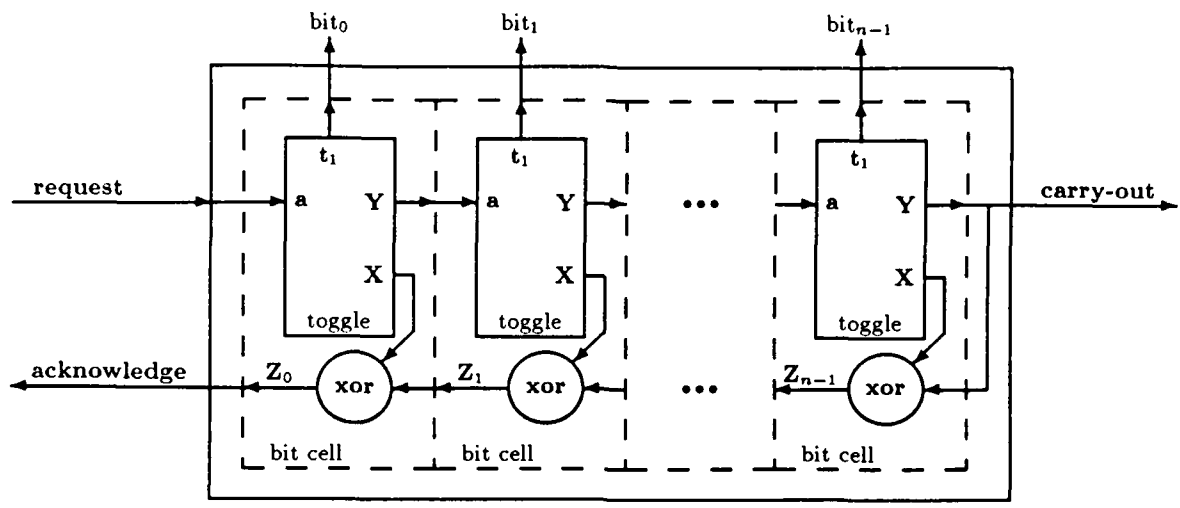 bit₀ bit₁ bitₙ₋₁
t₁ t₁ t₁
request a Y a Y ••• a Y carry-out
X X X
toggle toggle toggle
acknowledge Z₀ xor Z₁ xor ••• Zₙ₋₁ xor
bit cell bit cell bit cell